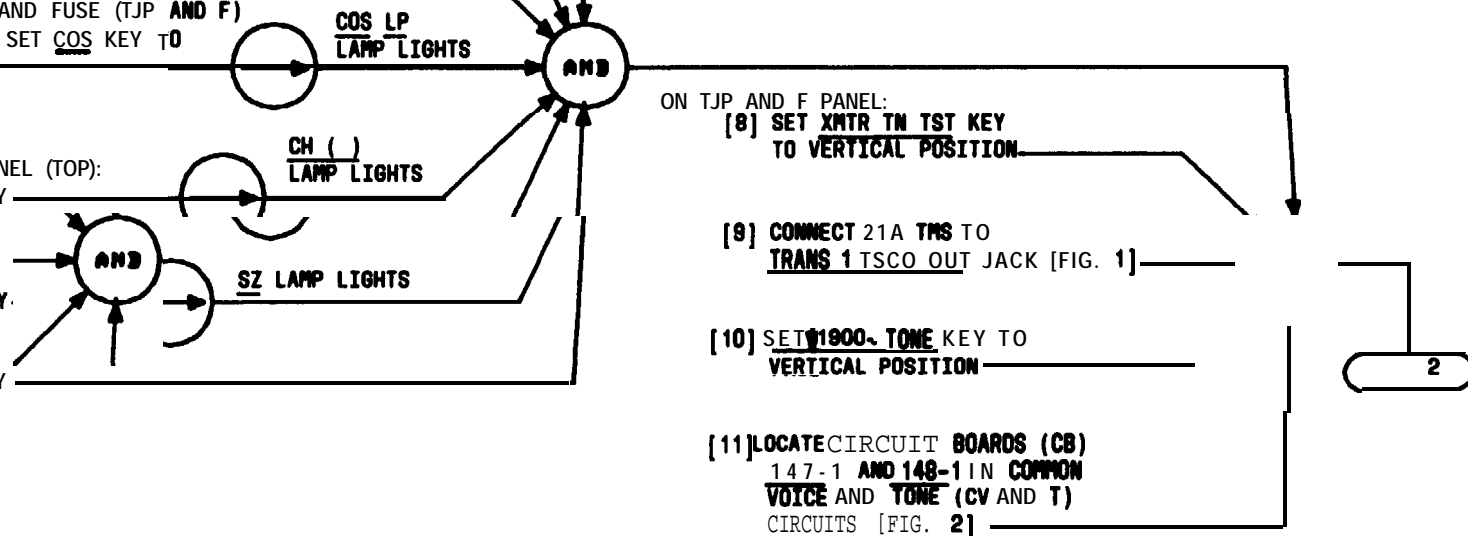 AND FUSE (TJP AND F)
SET COS KEY TO
COS LP
LAMP LIGHTS
AND
CH ( )
LAMP LIGHTS
NEL (TOP):
Y
AND
Y
SZ LAMP LIGHTS
Y
ON TJP AND F PANEL:
[8] SET XMTR TN TST KEY
TO VERTICAL POSITION
[9] CONNECT 21A TMS TO
TRANS 1 TSCO OUT JACK [FIG. 1]
[10] SET 1900~ TONE KEY TO
VERTICAL POSITION
2
[11] LOCATE CIRCUIT BOARDS (CB)
147-1 AND 148-1 IN COMMON
VOICE AND TONE (CV AND T)
CIRCUITS [FIG. 2]